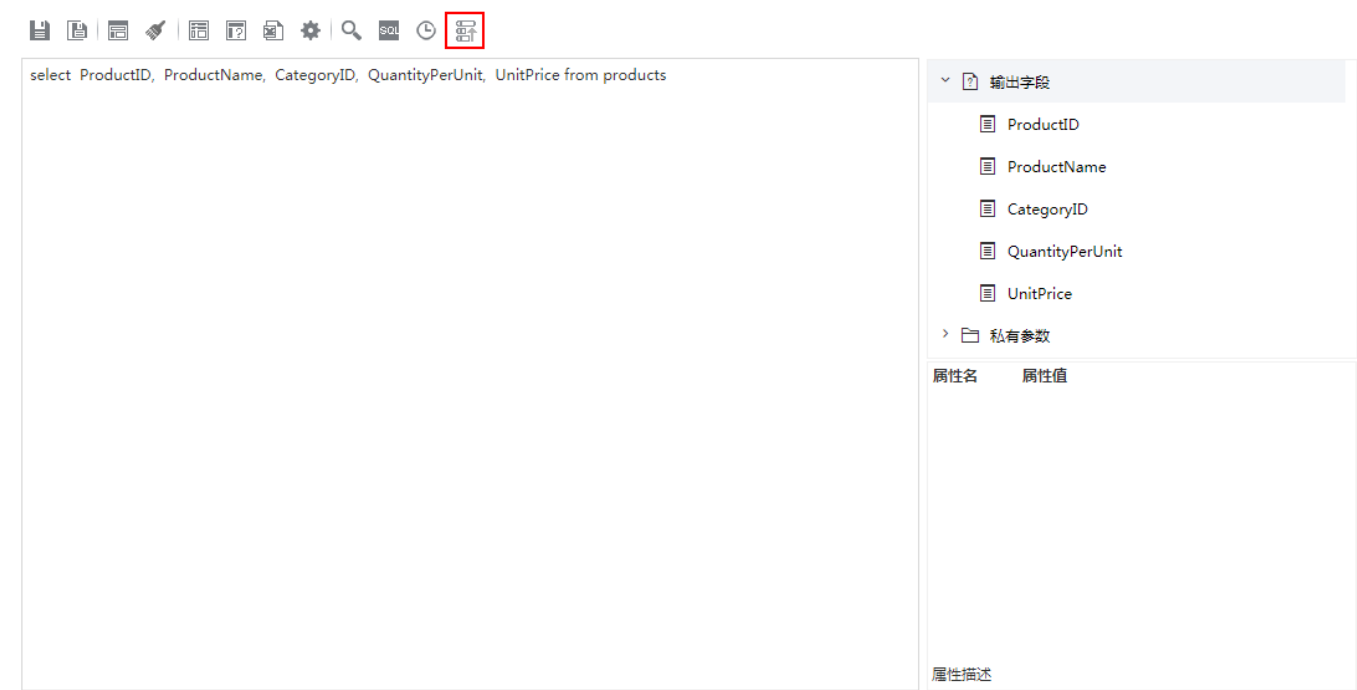 SQL
select ProductID, ProductName, CategoryID, QuantityPerUnit, UnitPrice from products
输出字段
ProductID
ProductName
CategoryID
QuantityPerUnit
UnitPrice
私有参数
属性名 属性值
属性描述